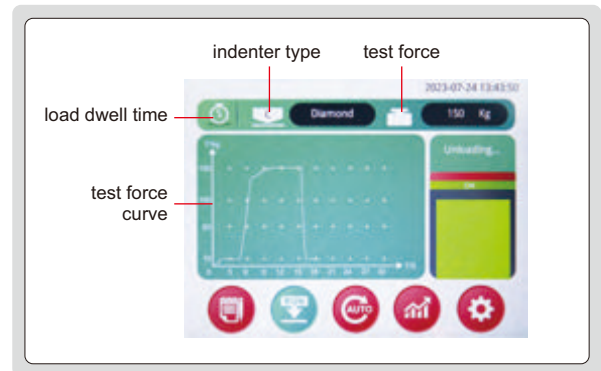 indenter type
test force
2023-07-24 13:43:50
load dwell time
Diamond
150 Kg
Unloading...
test force
curve
RUN
AUTO